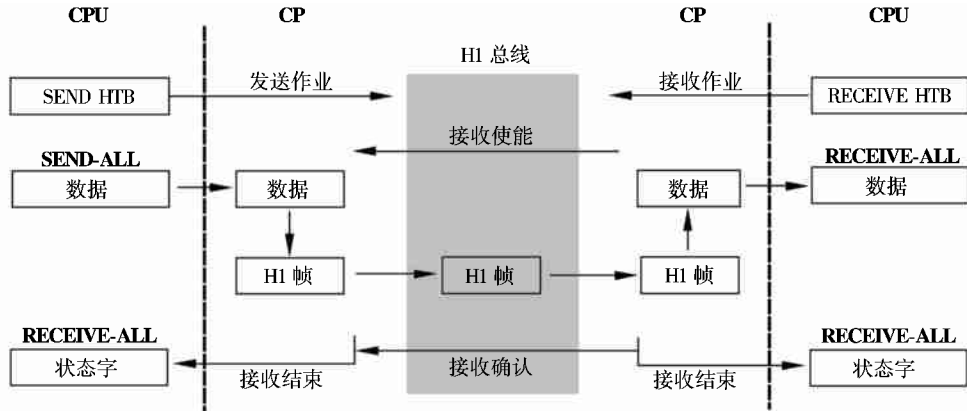 CPU
CP
CP
CPU
H1 总线
SEND HTB
发送作业
接收作业
RECEIVE HTB
接收使能
SEND-ALL
RECEIVE-ALL
数据
数据
数据
数据
H1 帧
H1 帧
H1 帧
RECEIVE-ALL
RECEIVE-ALL
状态字
接收结束
接收确认
接收结束
状态字